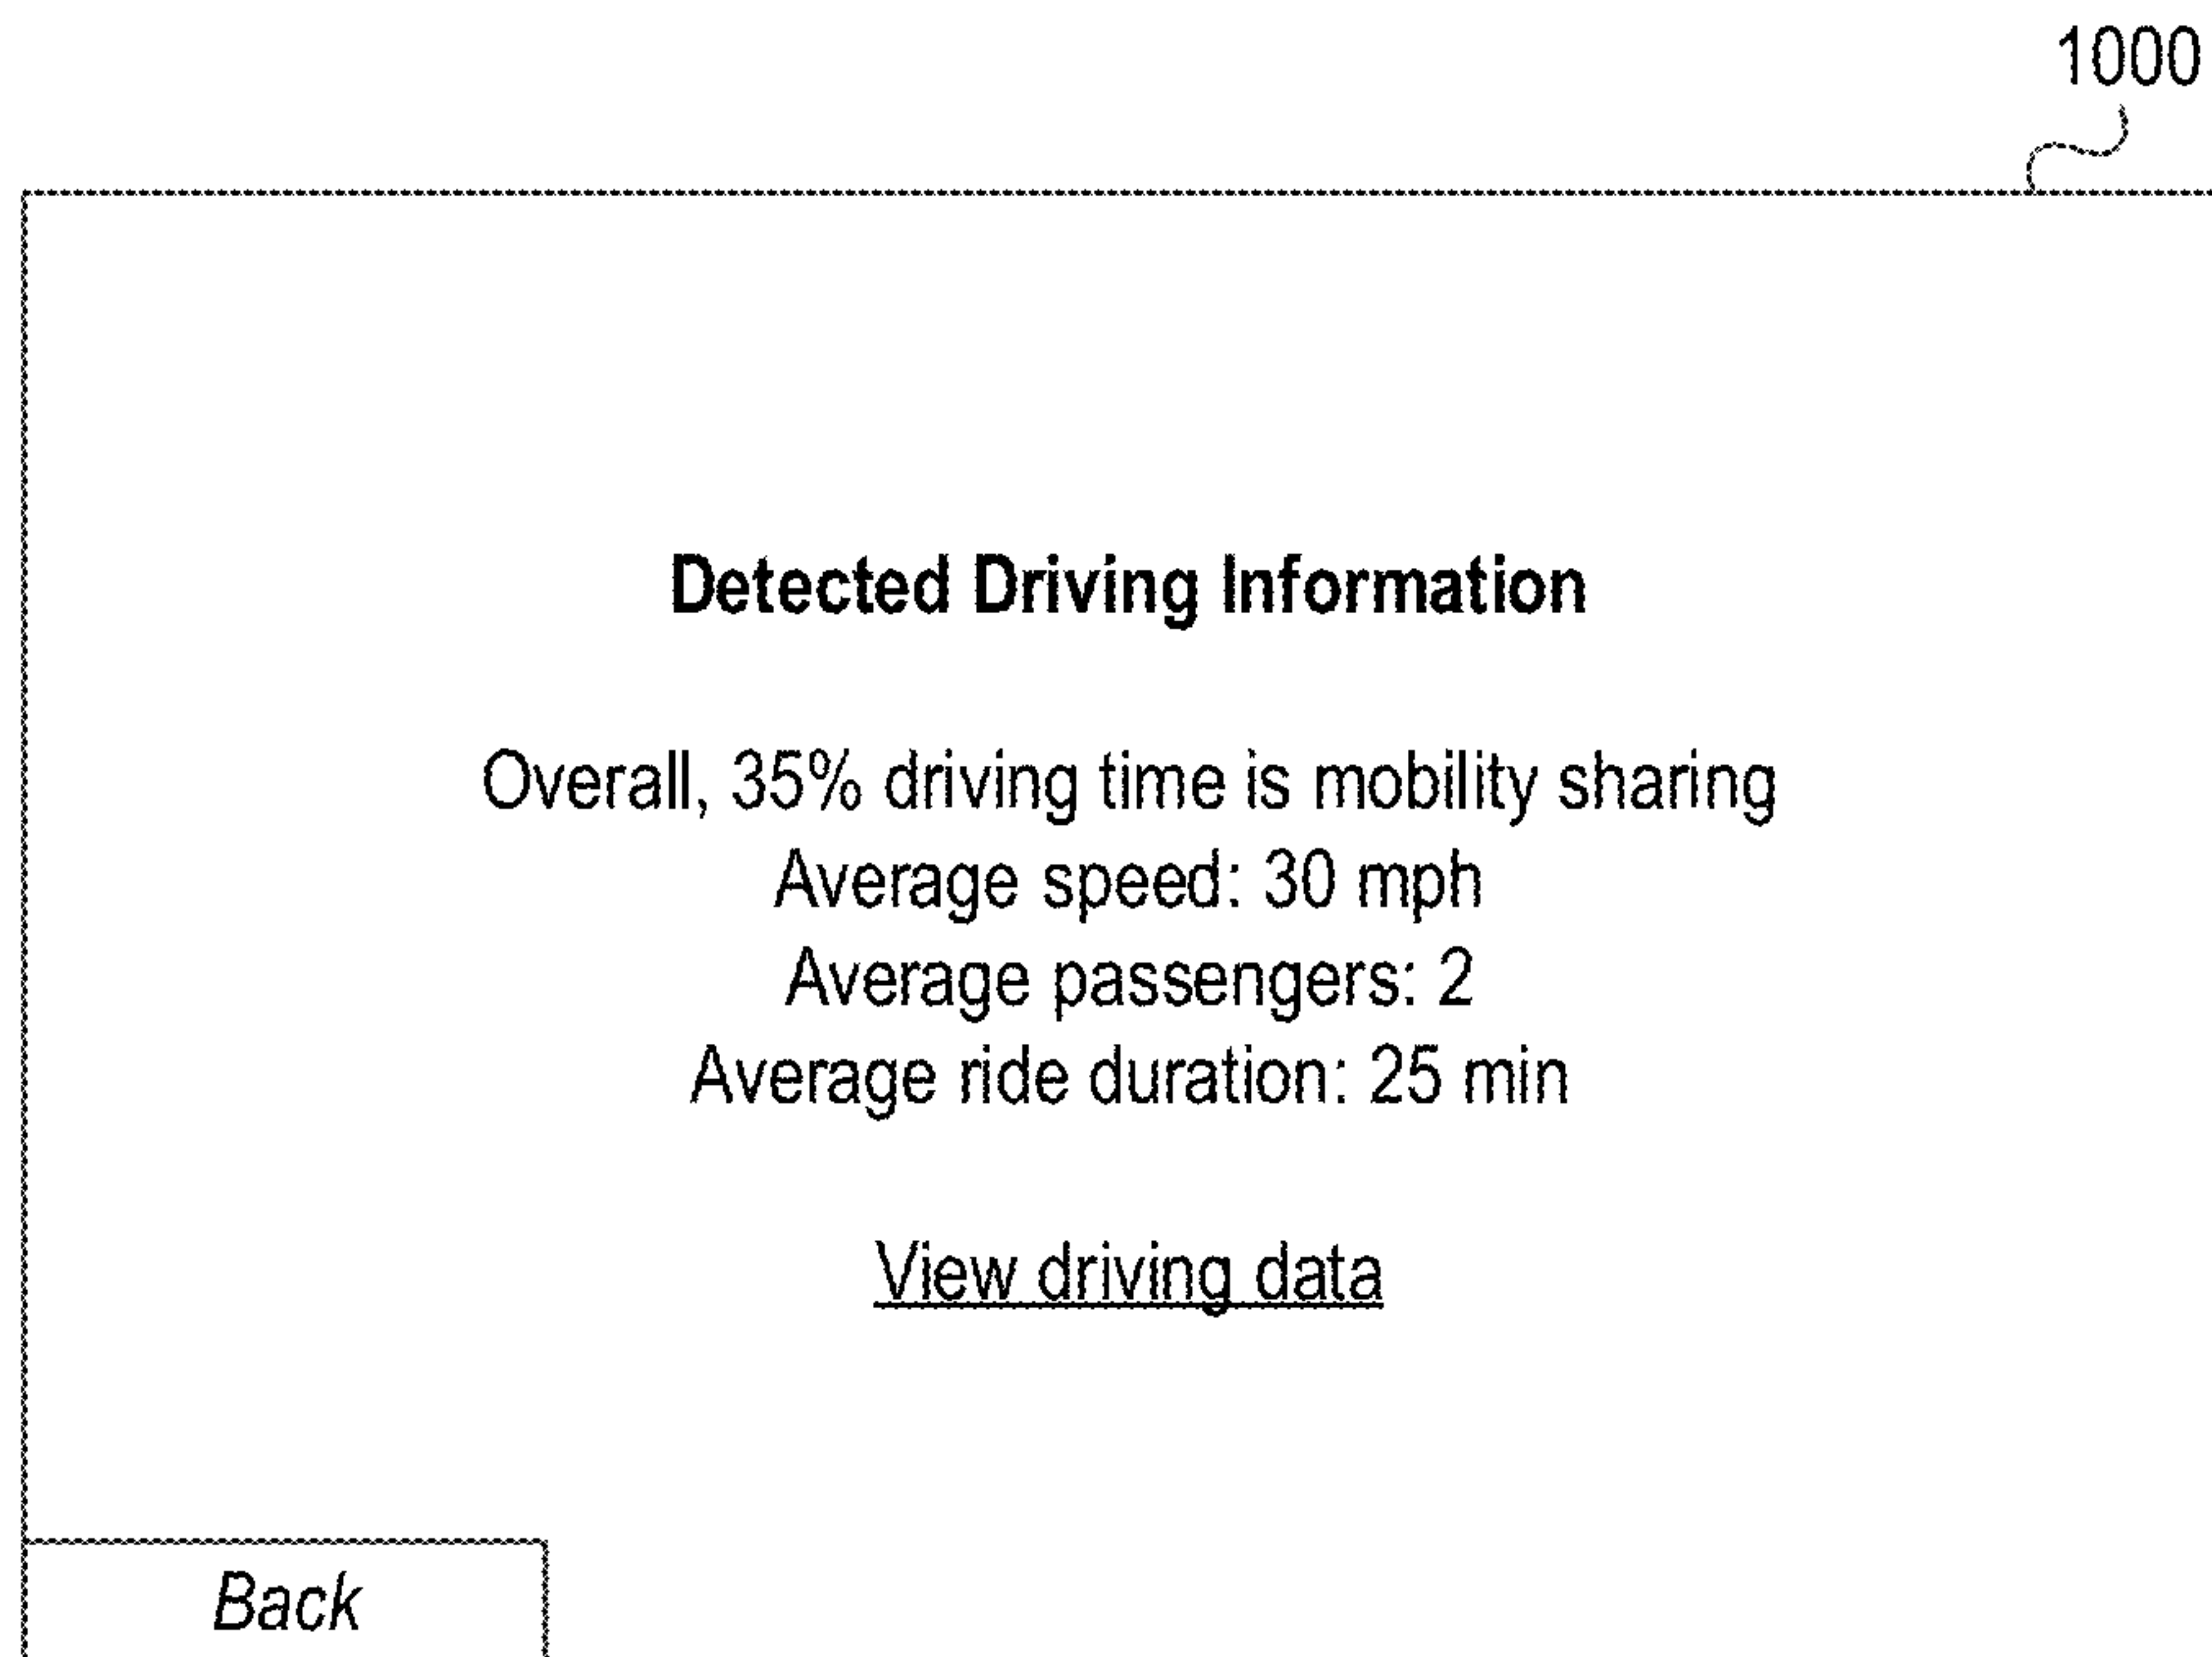 1000
Detected Driving Information
Overall, 35% driving time is mobility sharing
Average speed: 30 mph
Average passengers: 2
Average ride duration: 25 min
View driving data
Back